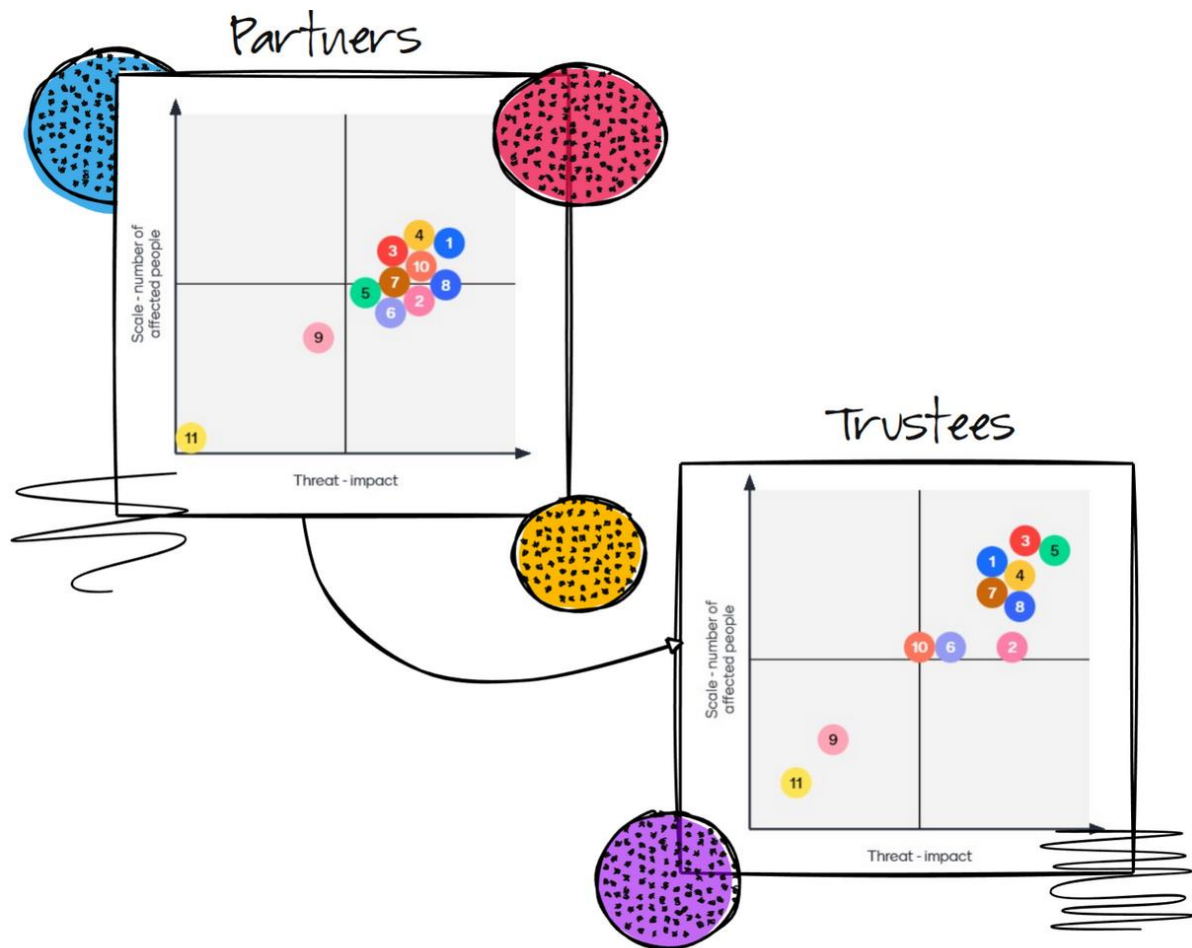 Partners
Scale - number of
affected people
4
1
3
10
7
8
5
2
6
9
11
Threat - impact
Trustees
Scale - number of
affected people
3
5
1
4
7
8
10
6
2
9
11
Threat - impact